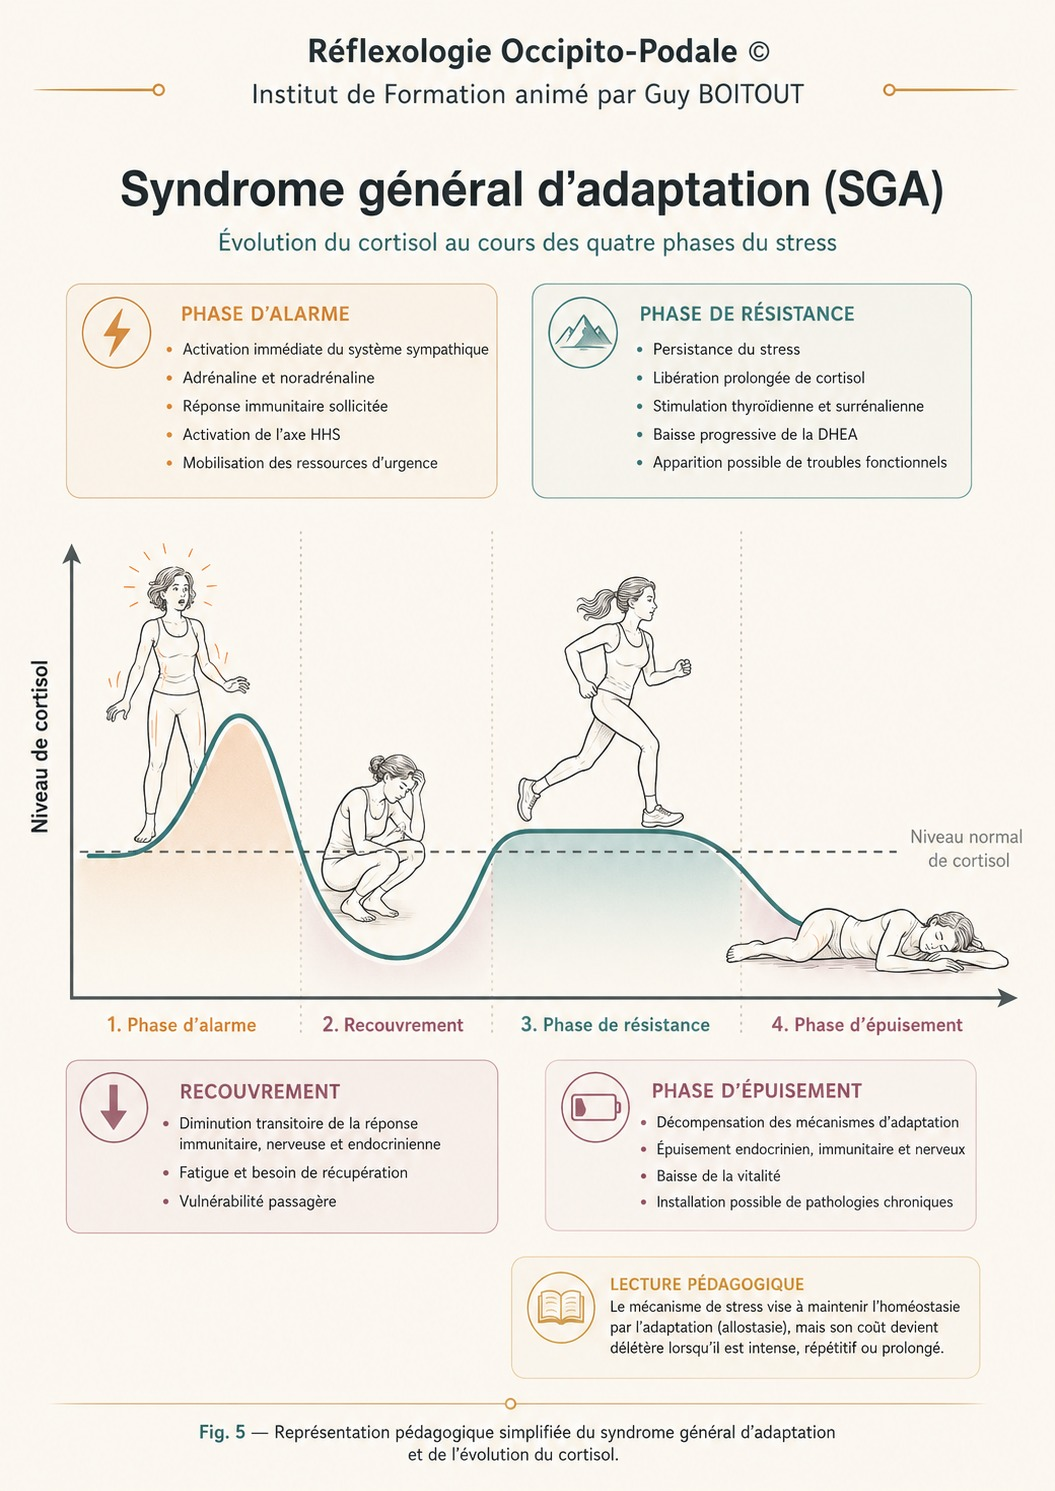 Réflexologie Occipito-Podale ©
Institut de Formation animé par Guy BOITOUT
Syndrome général d’adaptation (SGA)
Évolution du cortisol au cours des quatre phases du stress
PHASE D’ALARME
• Activation immédiate du système sympathique
• Adrénaline et noradrénaline
• Réponse immunitaire sollicitée
• Activation de l’axe HHS
• Mobilisation des ressources d’urgence
PHASE DE RÉSISTANCE
• Persistance du stress
• Libération prolongée de cortisol
• Stimulation thyroïdienne et surrénalienne
• Baisse progressive de la DHEA
• Apparition possible de troubles fonctionnels
Niveau de cortisol
Niveau normal
de cortisol
1. Phase d’alarme
2. Recouvrement
3. Phase de résistance
4. Phase d’épuisement
RECOUVREMENT
• Diminution transitoire de la réponse
immunitaire, nerveuse et endocrinienne
• Fatigue et besoin de récupération
• Vulnérabilité passagère
PHASE D’ÉPUISEMENT
• Décompensation des mécanismes d’adaptation
• Épuisement endocrinien, immunitaire et nerveux
• Baisse de la vitalité
• Installation possible de pathologies chroniques
LECTURE PÉDAGOGIQUE
Le mécanisme de stress vise à maintenir l’homéostasie
par l’adaptation (allostasie), mais son coût devient
délétère lorsqu’il est intense, répétitif ou prolongé.
Fig. 5 — Représentation pédagogique simplifiée du syndrome général d’adaptation
et de l’évolution du cortisol.